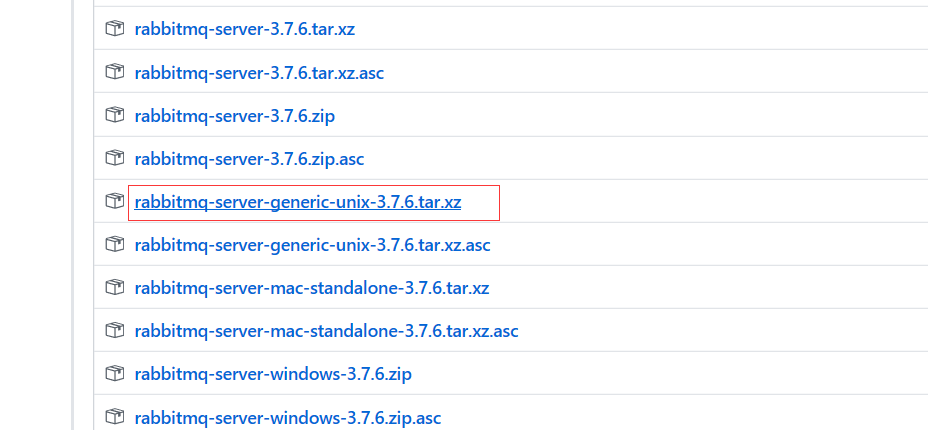 rabbitmq-server-3.7.6.tar.xz
rabbitmq-server-3.7.6.tar.xz.asc
rabbitmq-server-3.7.6.zip
rabbitmq-server-3.7.6.zip.asc
rabbitmq-server-generic-unix-3.7.6.tar.xz
rabbitmq-server-generic-unix-3.7.6.tar.xz.asc
rabbitmq-server-mac-standalone-3.7.6.tar.xz
rabbitmq-server-mac-standalone-3.7.6.tar.xz.asc
rabbitmq-server-windows-3.7.6.zip
rabbitmq-server-windows-3.7.6.zip.asc